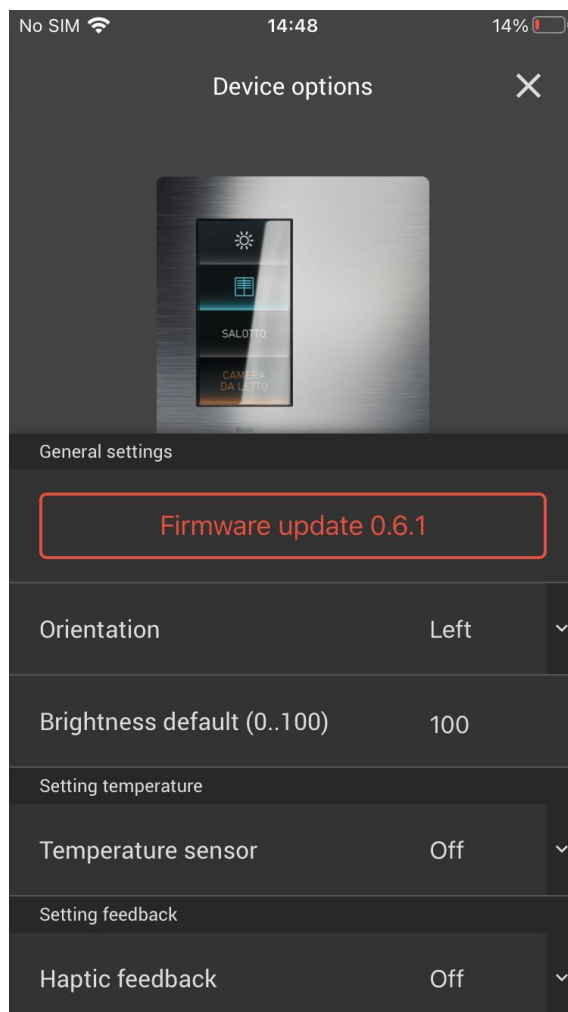 No SIM 14:48 14%
Device options
SALOTTO
CAMERA
DA LETTO
General settings
Firmware update 0.6.1
Orientation Left
Brightness default (0..100) 100
Setting temperature
Temperature sensor Off
Setting feedback
Haptic feedback Off